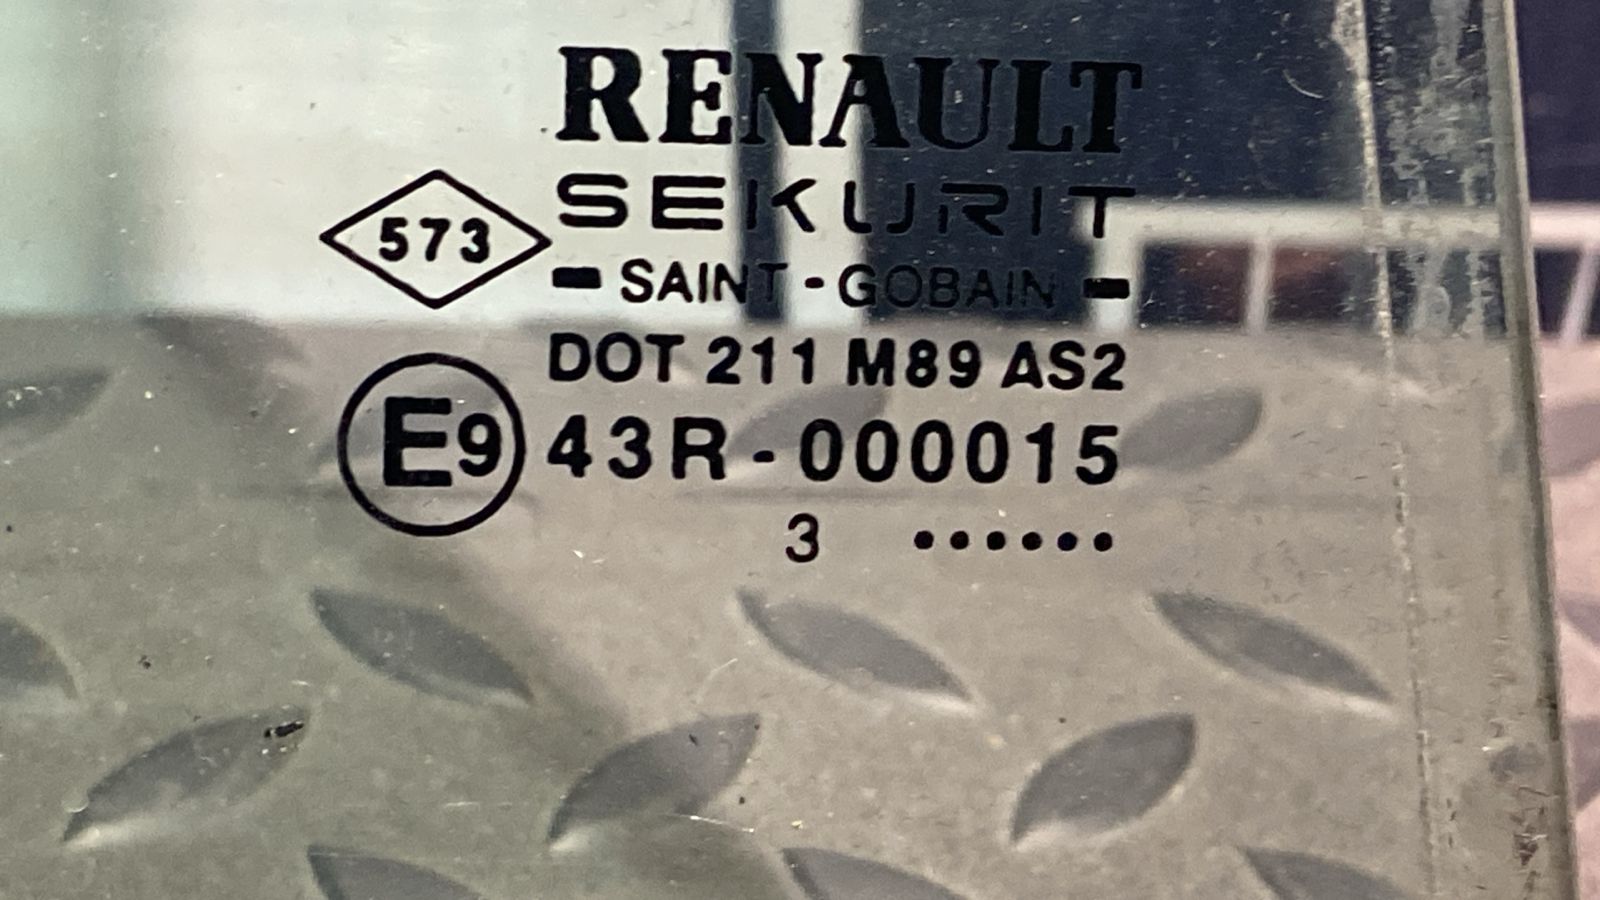 RENAULT
SEKURIT
573
- SAINT-GOBAIN -
DOT 211 M89 AS2
E9 43R-000015
3 ••••••